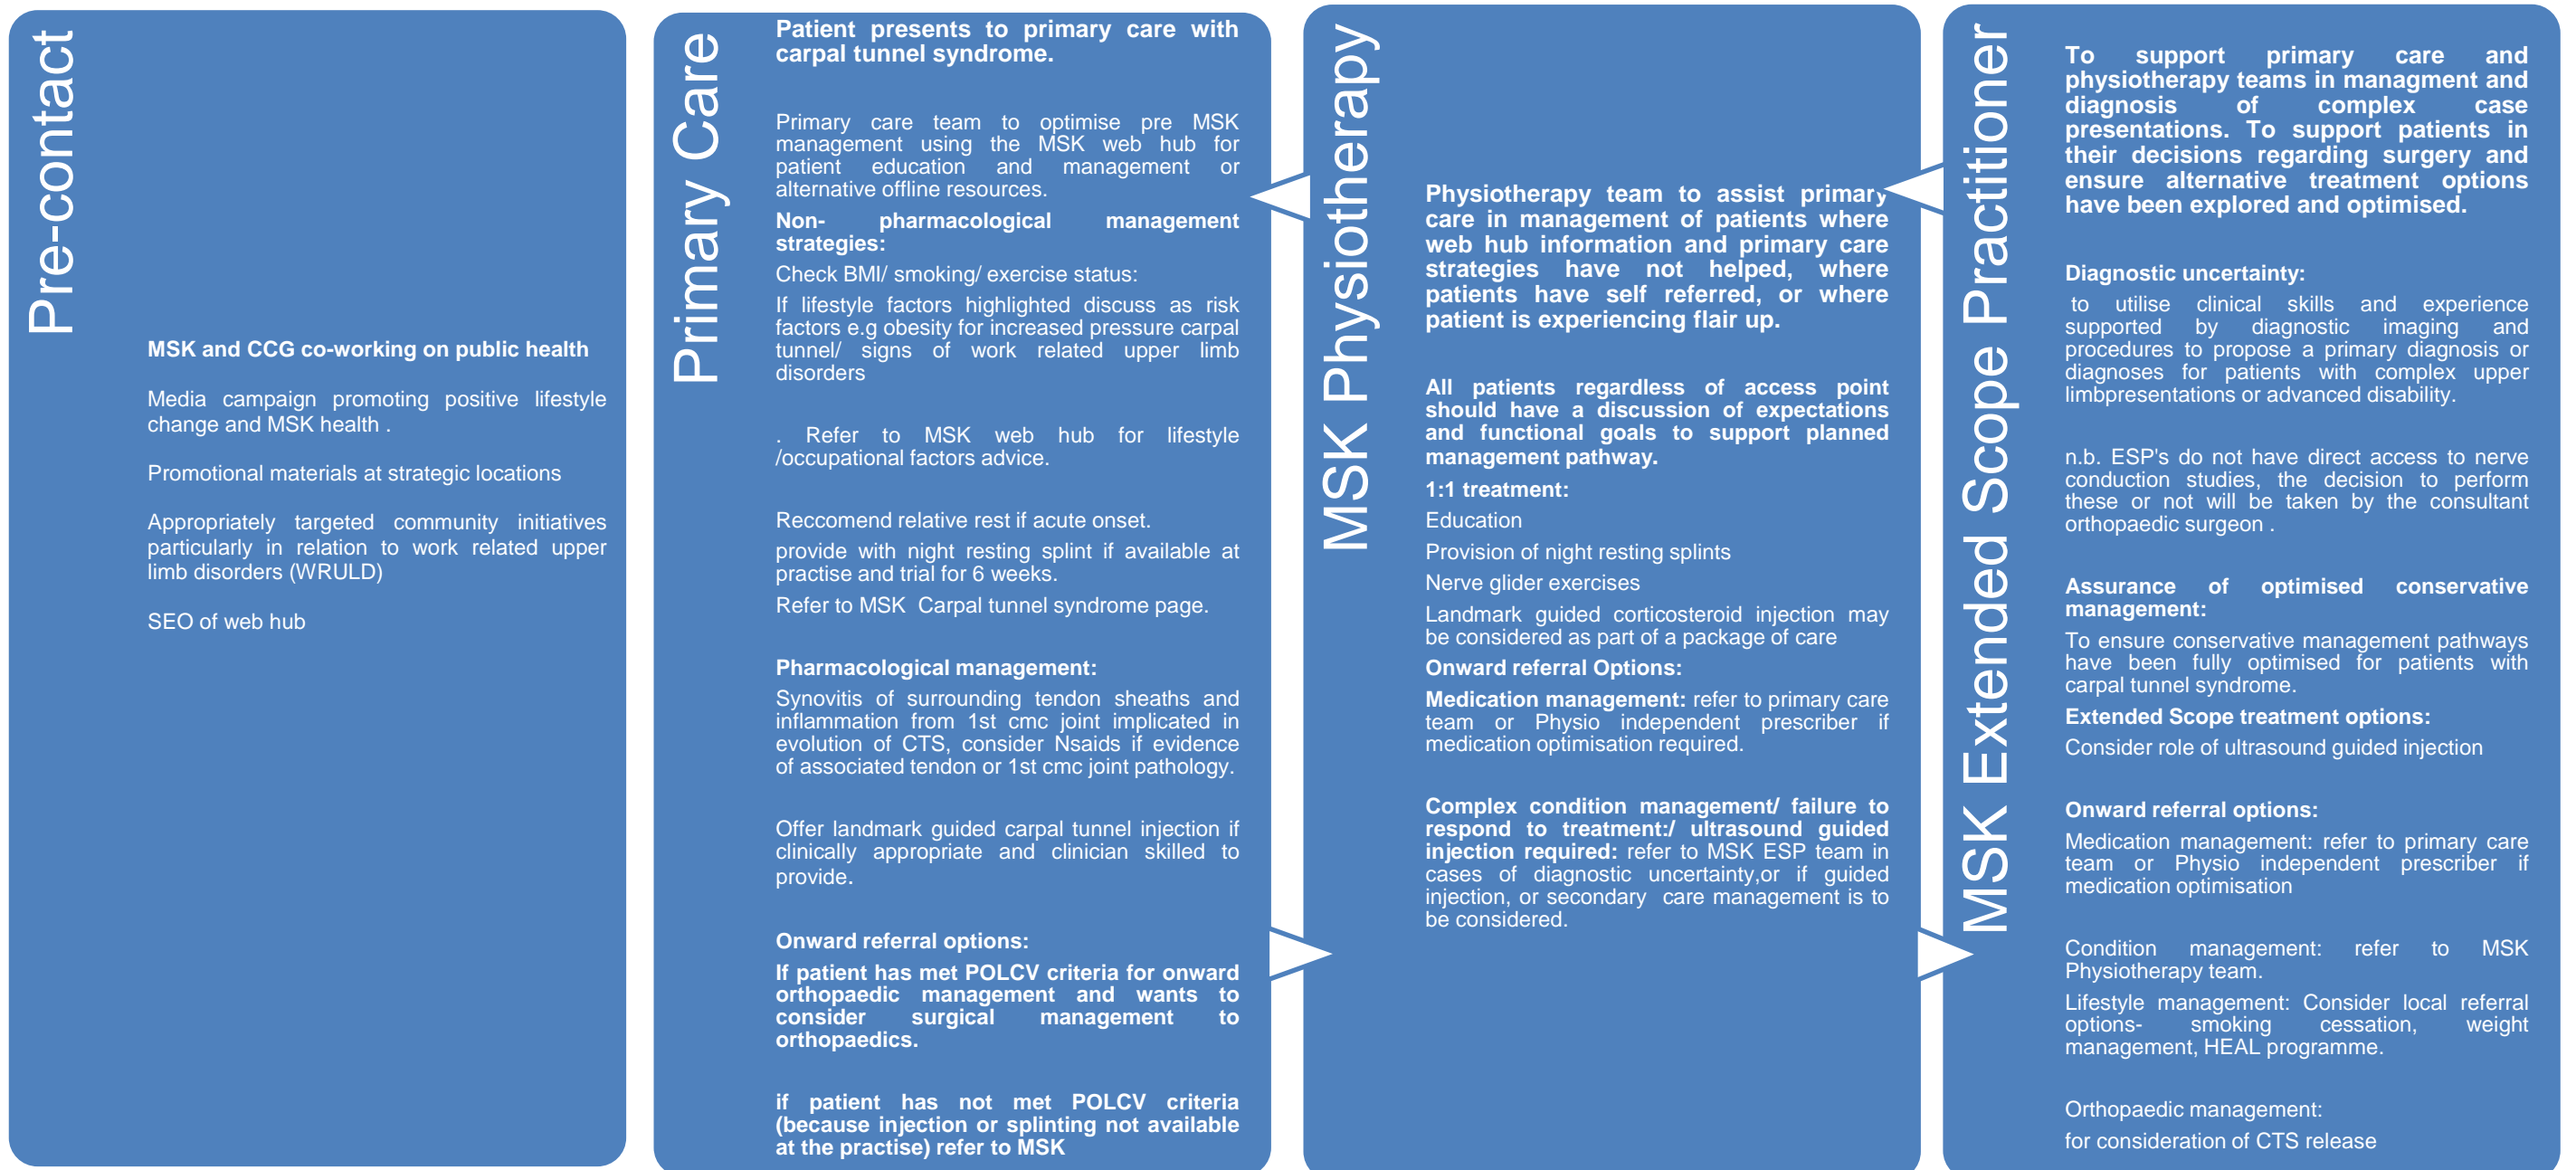 Pre-contact
MSK and CCG co-working on public health
Media campaign promoting positive lifestyle
change and MSK health .
Promotional materials at strategic locations
Appropriately targeted community initiatives
particularly in relation to work related upper
limb disorders (WRULD)
SEO of web hub
Primary Care
Patient presents to primary care with
carpal tunnel syndrome.
Primary care team to optimise pre MSK
management using the MSK web hub for
patient education and management or
alternative offline resources.
Non- pharmacological management
strategies:
Check BMI/ smoking/ exercise status:
If lifestyle factors highlighted discuss as risk
factors e.g obesity for increased pressure carpal
tunnel/ signs of work related upper limb
disorders
. Refer to MSK web hub for lifestyle
/occupational factors advice.
Reccomend relative rest if acute onset.
provide with night resting splint if available at
practise and trial for 6 weeks.
Refer to MSK Carpal tunnel syndrome page.
Pharmacological management:
Synovitis of surrounding tendon sheaths and
inflammation from 1st cmc joint implicated in
evolution of CTS, consider Nsaids if evidence
of associated tendon or 1st cmc joint pathology.
Offer landmark guided carpal tunnel injection if
clinically appropriate and clinician skilled to
provide.
Onward referral options:
If patient has met POLCV criteria for onward
orthopaedic management and wants to
consider surgical management to
orthopaedics.
if patient has not met POLCV criteria
(because injection or splinting not available
at the practise) refer to MSK
MSK Physiotherapy
Physiotherapy team to assist primary
care in management of patients where
web hub information and primary care
strategies have not helped, where
patients have self referred, or where
patient is experiencing flair up.
All patients regardless of access point
should have a discussion of expectations
and functional goals to support planned
management pathway.
1:1 treatment:
Education
Provision of night resting splints
Nerve glider exercises
Landmark guided corticosteroid injection may
be considered as part of a package of care
Onward referral Options:
Medication management: refer to primary care
team or Physio independent prescriber if
medication optimisation required.
Complex condition management/ failure to
respond to treatment:/ ultrasound guided
injection required: refer to MSK ESP team in
cases of diagnostic uncertainty,or if guided
injection, or secondary care management is to
be considered.
MSK Extended Scope Practitioner
To support primary care and
physiotherapy teams in managment and
diagnosis of complex case
presentations. To support patients in
their decisions regarding surgery and
ensure alternative treatment options
have been explored and optimised.
Diagnostic uncertainty:
to utilise clinical skills and experience
supported by diagnostic imaging and
procedures to propose a primary diagnosis or
diagnoses for patients with complex upper
limbpresentations or advanced disability.
n.b. ESP's do not have direct access to nerve
conduction studies, the decision to perform
these or not will be taken by the consultant
orthopaedic surgeon .
Assurance of optimised conservative
management:
To ensure conservative management pathways
have been fully optimised for patients with
carpal tunnel syndrome.
Extended Scope treatment options:
Consider role of ultrasound guided injection
Onward referral options:
Medication management: refer to primary care
team or Physio independent prescriber if
medication optimisation
Condition management: refer to MSK
Physiotherapy team.
Lifestyle management: Consider local referral
options- smoking cessation, weight
management, HEAL programme.
Orthopaedic management:
for consideration of CTS release